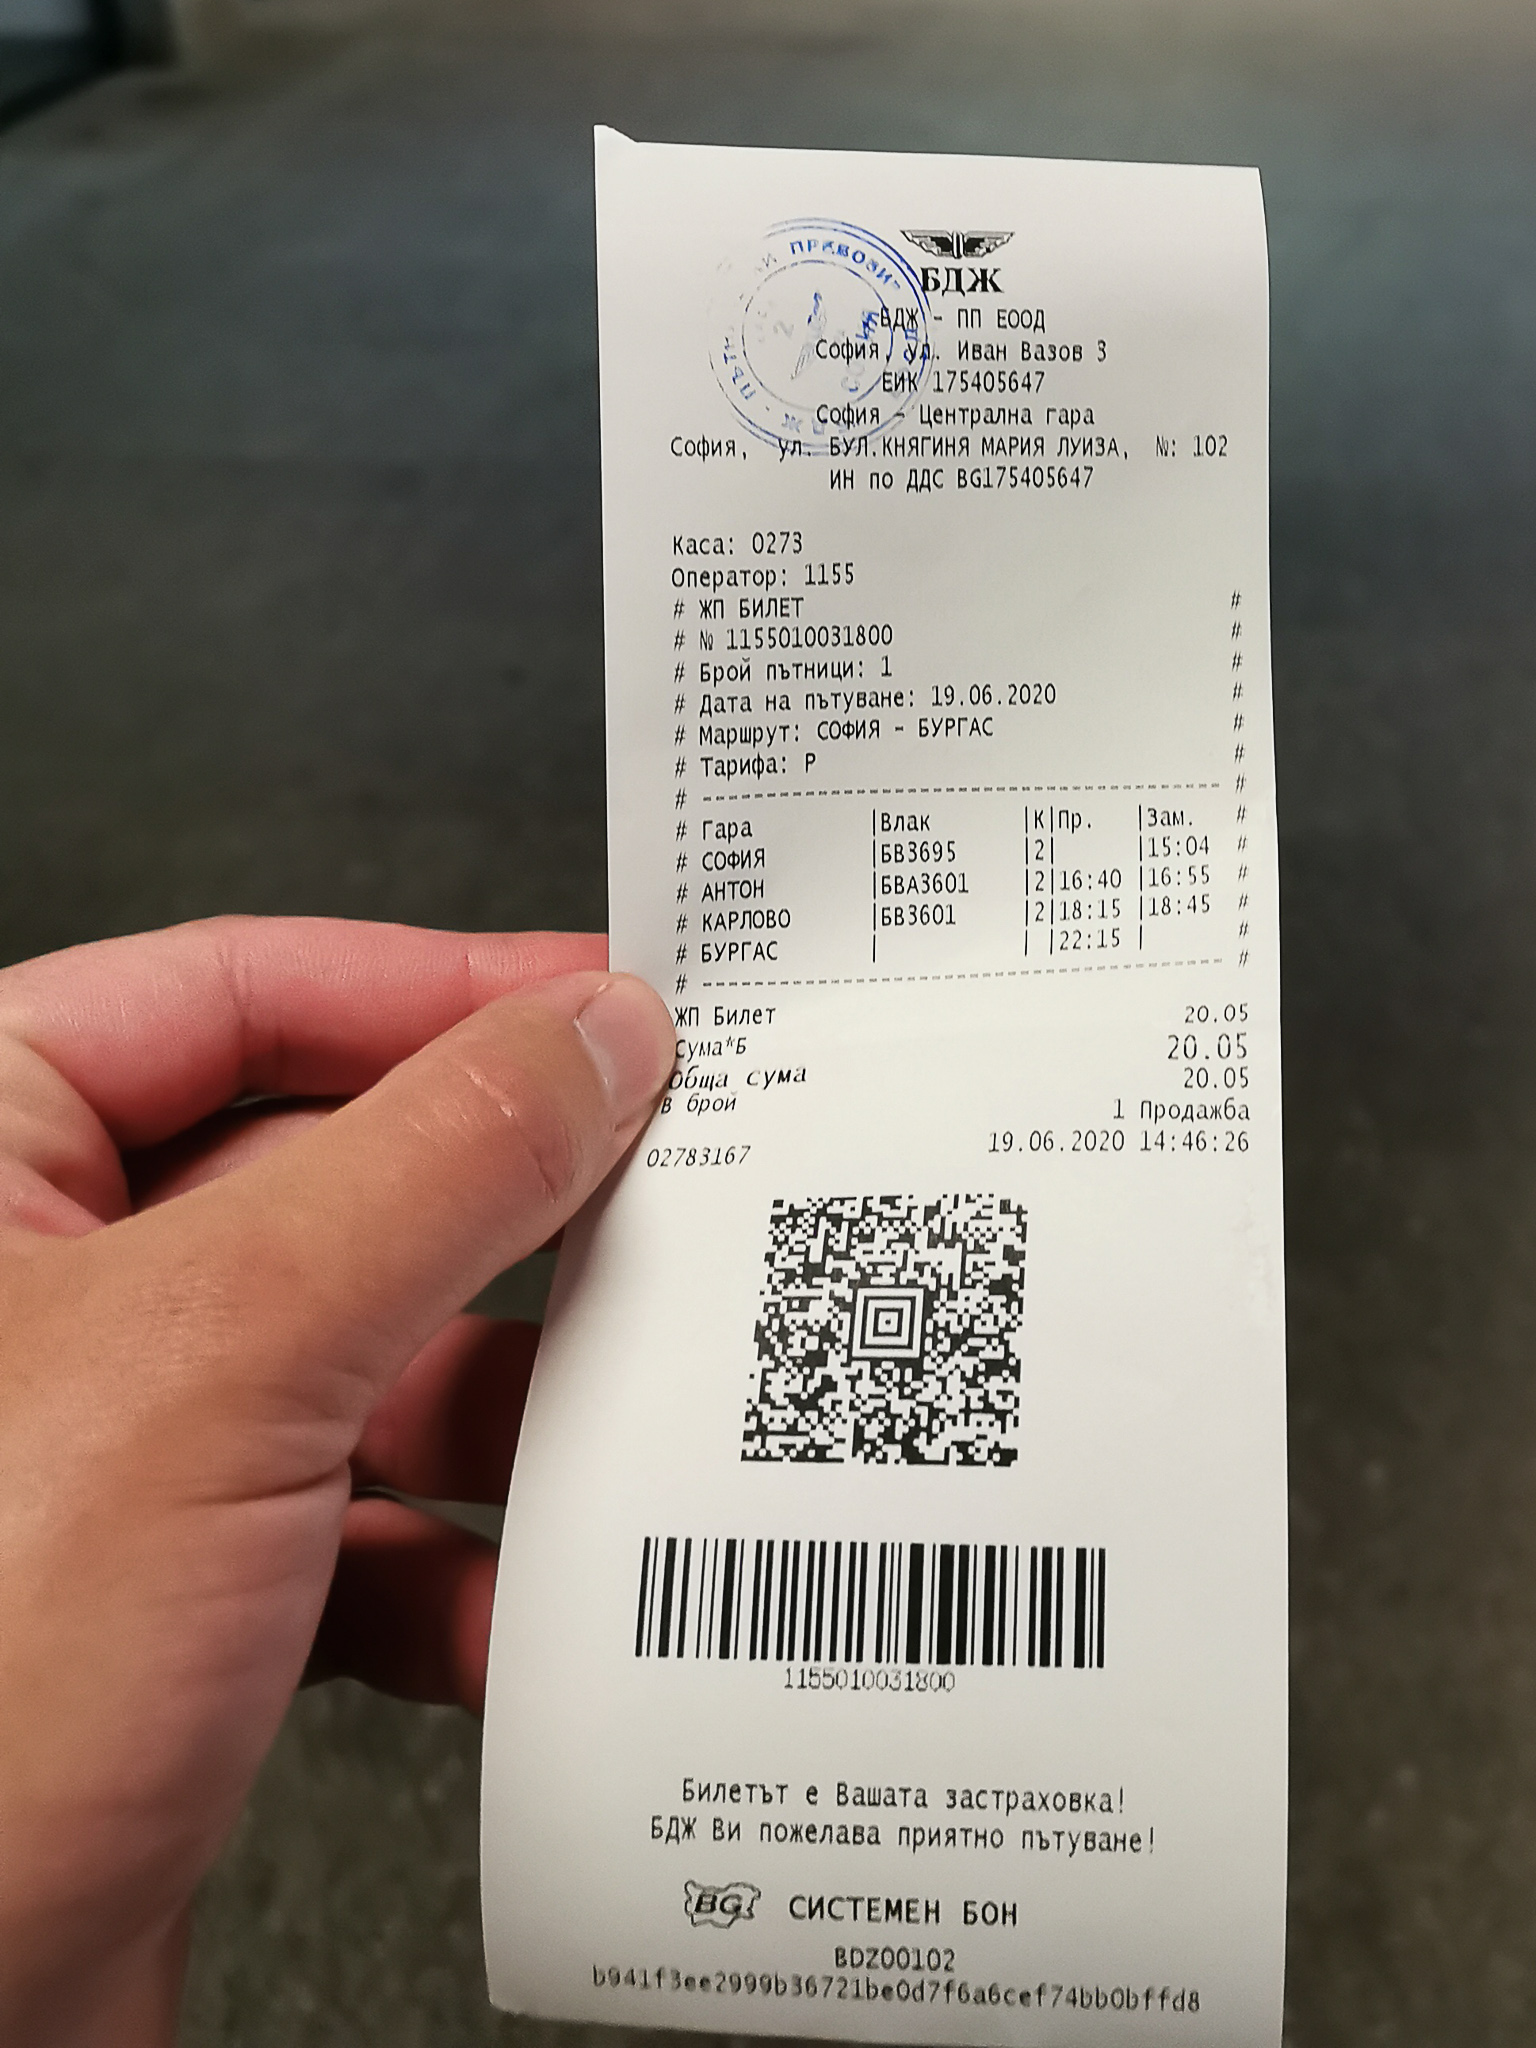 БДЖ
БДЖ - ПП ЕООД
София, ул. Иван Вазов 3
ЕИК 175405647
София - Централна гара
София, ул. БУЛ.КНЯГИНЯ МАРИЯ ЛУИЗА, №: 102
ИН по ДДС BG175405647
Каса: 0273
Оператор: 1155
# ЖП БИЛЕТ #
# № 1155010031800 #
# Брой пътници: 1 #
# Дата на пътуване: 19.06.2020 #
# Маршрут: СОФИЯ - БУРГАС #
# Тарифа: Р #
# ---------------------------------------- #
# Гара |Влак |К|Пр. |Зам. #
# СОФИЯ |БВ3695 |2| |15:04 #
# АНТОН |БВА3601 |2|16:40 |16:55 #
# КАРЛОВО |БВ3601 |2|18:15 |18:45 #
# БУРГАС | | |22:15 | #
# ---------------------------------------- #
ЖП Билет 20.05
Сума*Б 20.05
Обща сума 20.05
В брой 1 Продажба
02783167 19.06.2020 14:46:26
1155010031800
Билетът е Вашата застраховка!
БДЖ Ви пожелава приятно пътуване!
BG СИСТЕМЕН БОН
BDZ00102
b941f3ee2999b36721be0d7f6a6cef74bb0bffd8